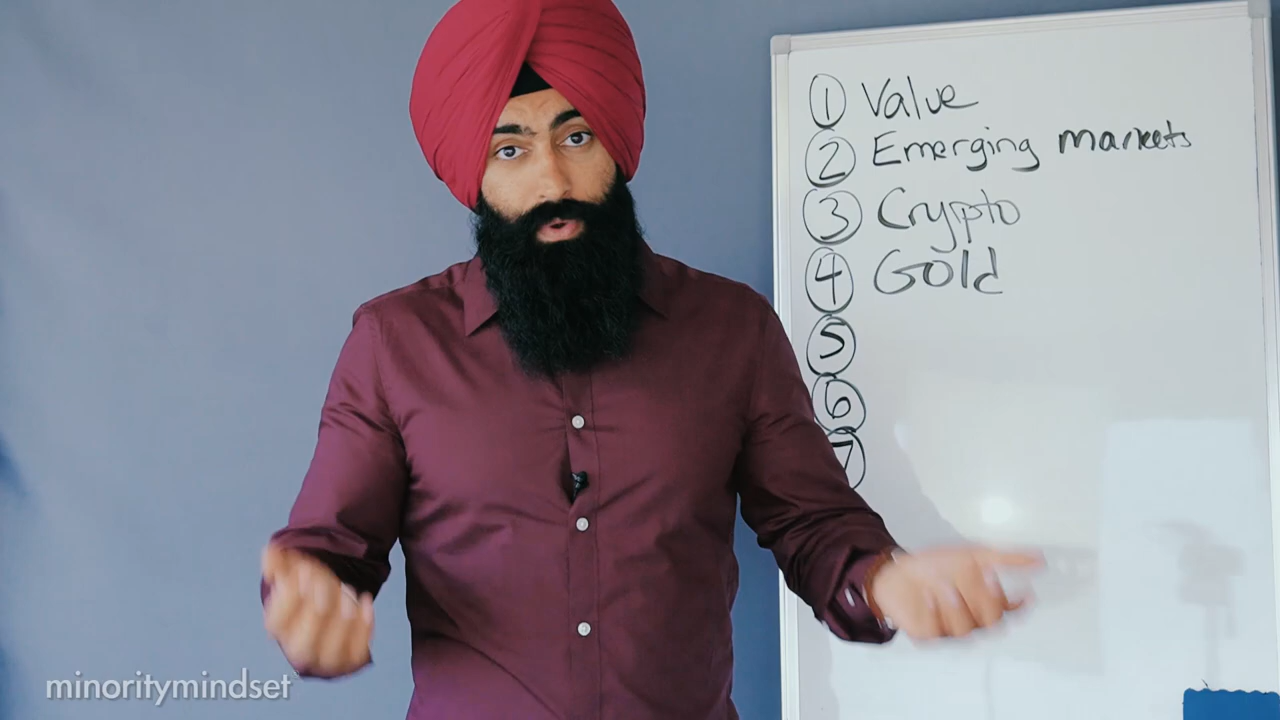 ① Value
② Emerging markets
③ Crypto
④ Gold
⑤
⑥
⑦
minoritymindset